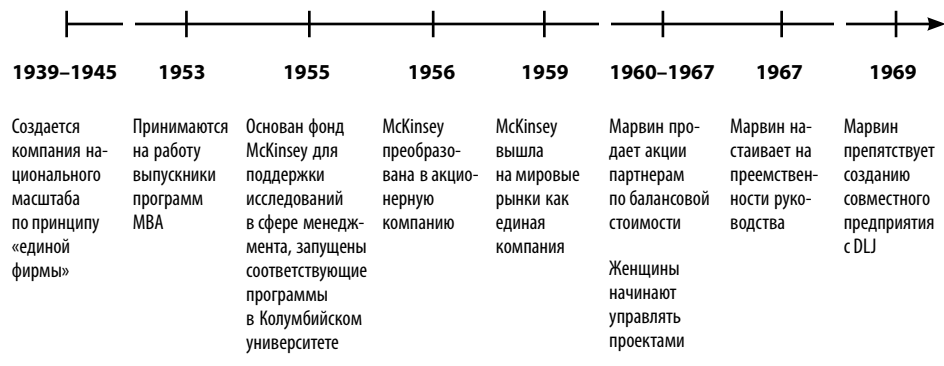 1939–1945
1953
1955
1956
1959
1960–1967
1967
1969
Создается
компания на-
ционального
масштаба
по принципу
«единой
фирмы»
Принимаются
на работу
выпускники
программ
MBA
Основан фонд
McKinsey для
поддержки
исследований
в сфере менедж-
мента, запущены
соответствующие
программы
в Колумбийском
университете
McKinsey
преобразо-
вана в акцио-
нерную
компанию
McKinsey
вышла
на мировые
рынки как
единая
компания
Марвин про-
дает акции
партнерам
по балансовой
стоимости
Женщины
начинают
управлять
проектами
Марвин на-
стаивает на
преемствен-
ности руко-
водства
Марвин
препятствует
созданию
совместного
предприятия
с DLJ